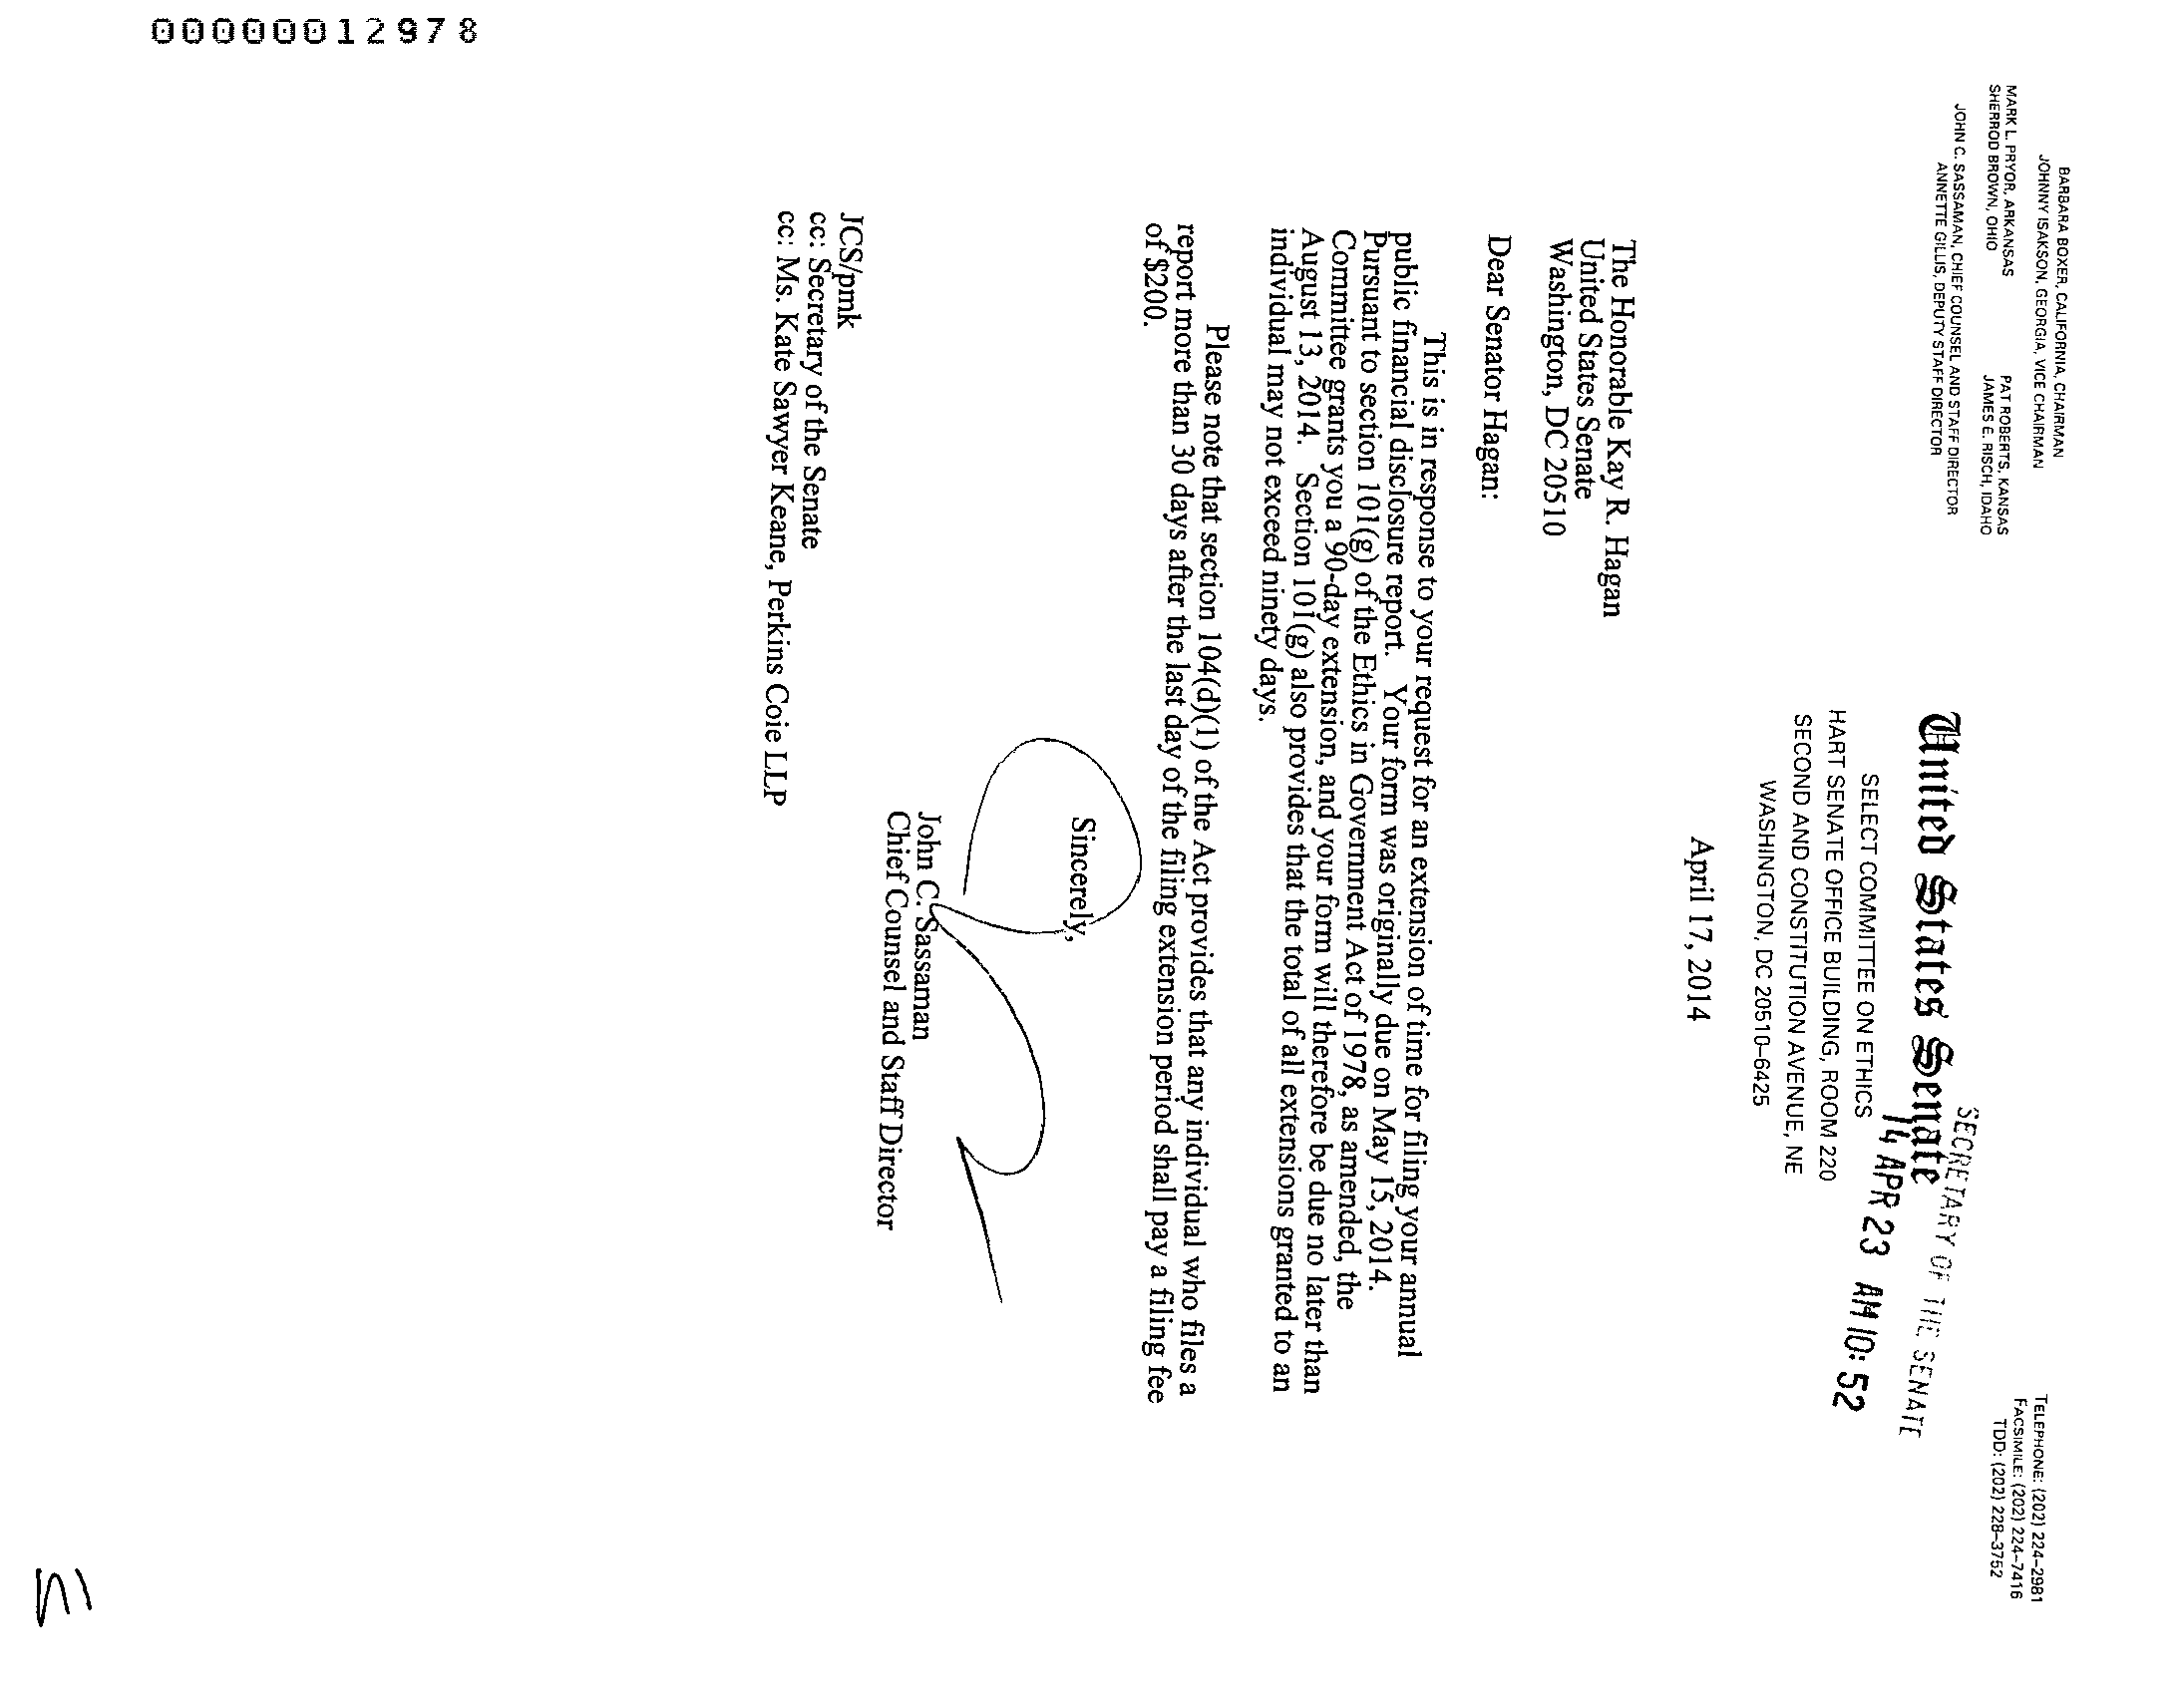 00000012978
BARBARA BOXER, CALIFORNIA, CHAIRMAN
JOHNNY ISAKSON, GEORGIA, VICE CHAIRMAN
MARK L. PRYOR, ARKANSAS PAT ROBERTS, KANSAS
SHERROD BROWN, OHIO JAMES E. RISCH, IDAHO
JOHN C. SASSAMAN, CHIEF COUNSEL AND STAFF DIRECTOR
ANNETTE GILLIS, DEPUTY STAFF DIRECTOR
TELEPHONE: (202) 224-2981
FACSIMILE: (202) 224-7416
TDD: (202) 228-3752
United States Senate
SECRETARY OF THE SENATE
14 APR 23 AM 10: 52
SELECT COMMITTEE ON ETHICS
HART SENATE OFFICE BUILDING, ROOM 220
SECOND AND CONSTITUTION AVENUE, NE
WASHINGTON, DC 20510-6425
April 17, 2014
The Honorable Kay R. Hagan
United States Senate
Washington, DC 20510
Dear Senator Hagan:
This is in response to your request for an extension of time for filing your annual
public financial disclosure report. Your form was originally due on May 15, 2014.
Pursuant to section 101(g) of the Ethics in Government Act of 1978, as amended, the
Committee grants you a 90-day extension, and your form will therefore be due no later than
August 13, 2014. Section 101(g) also provides that the total of all extensions granted to an
individual may not exceed ninety days.
Please note that section 104(d)(1) of the Act provides that any individual who files a
report more than 30 days after the last day of the filing extension period shall pay a filing fee
of $200.
Sincerely,
John C. Sassaman
Chief Counsel and Staff Director
JCS/pmk
cc: Secretary of the Senate
cc: Ms. Kate Sawyer Keane, Perkins Coie LLP